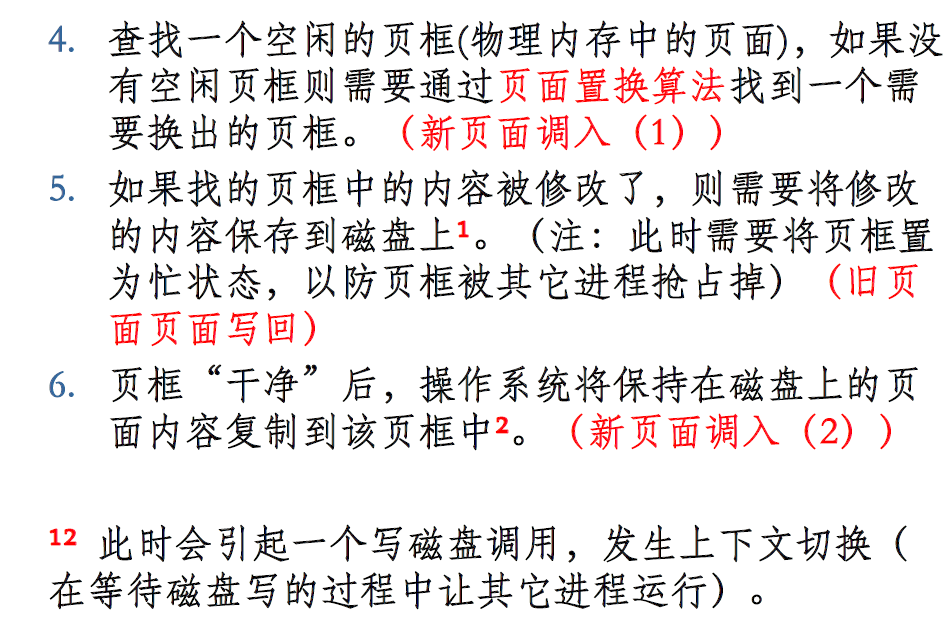 4. 查找一个空闲的页框(物理内存中的页面)，如果没
有空闲页框则需要通过页面置换算法找到一个需
要换出的页框。（新页面调入（1））
5. 如果找的页框中的内容被修改了，则需要将修改
的内容保存到磁盘上1。（注：此时需要将页框置
为忙状态，以防页框被其它进程抢占掉）（旧页
面页面写回）
6. 页框“干净”后，操作系统将保持在磁盘上的页
面内容复制到该页框中2。（新页面调入（2））
12 此时会引起一个写磁盘调用，发生上下文切换（
在等待磁盘写的过程中让其它进程运行）。